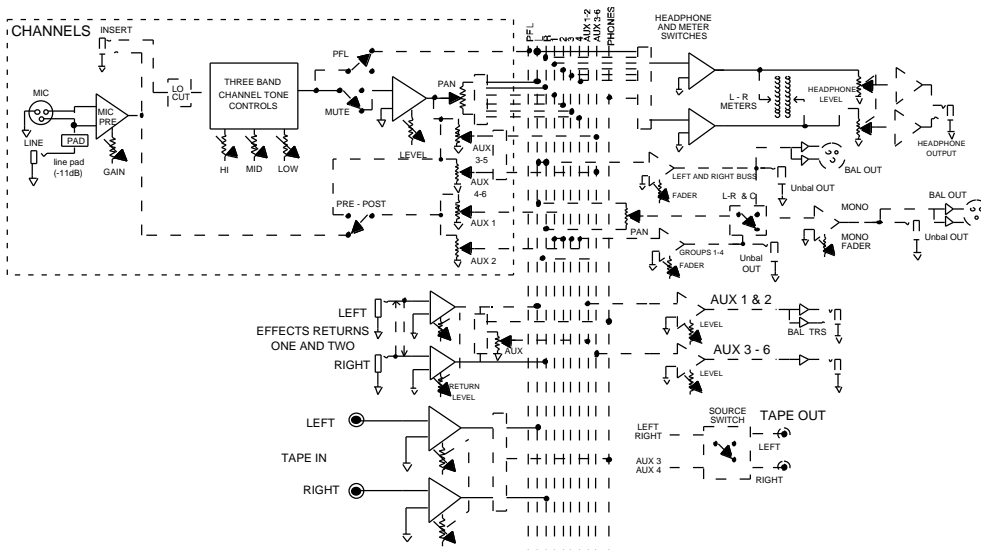 CHANNELS
INSERT
MIC
LINE
MIC
PRE
PAD
line pad
(-11dB)
GAIN
LO
CUT
THREE BAND
CHANNEL TONE
CONTROLS
HI
MID
LOW
PFL
MUTE
LEVEL
PAN
AUX
3-5
AUX
4-6
PRE - POST
AUX 1
AUX 2
PFL
L
R
1
2
3
4
AUX 1-2
AUX 3-6
PHONES
HEADPHONE
AND METER
SWITCHES
L - R
METERS
HEADPHONE
LEVEL
HEADPHONE
OUTPUT
LEFT AND RIGHT BUSS
FADER
Unbal OUT
BAL OUT
PAN
L-R & C
MONO
MONO
FADER
BAL OUT
Unbal OUT
GROUPS 1-4
FADER
Unbal
OUT
LEFT
EFFECTS RETURNS
ONE AND TWO
RIGHT
AUX
RETURN
LEVEL
AUX 1 & 2
LEVEL
BAL TRS
AUX 3 - 6
LEVEL
LEFT
TAPE IN
RIGHT
SOURCE
SWITCH
TAPE OUT
LEFT
RIGHT
LEFT
AUX 3
AUX 4
RIGHT